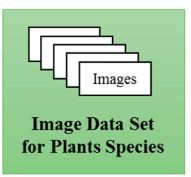 Images
Image Data Set
for Plants Species